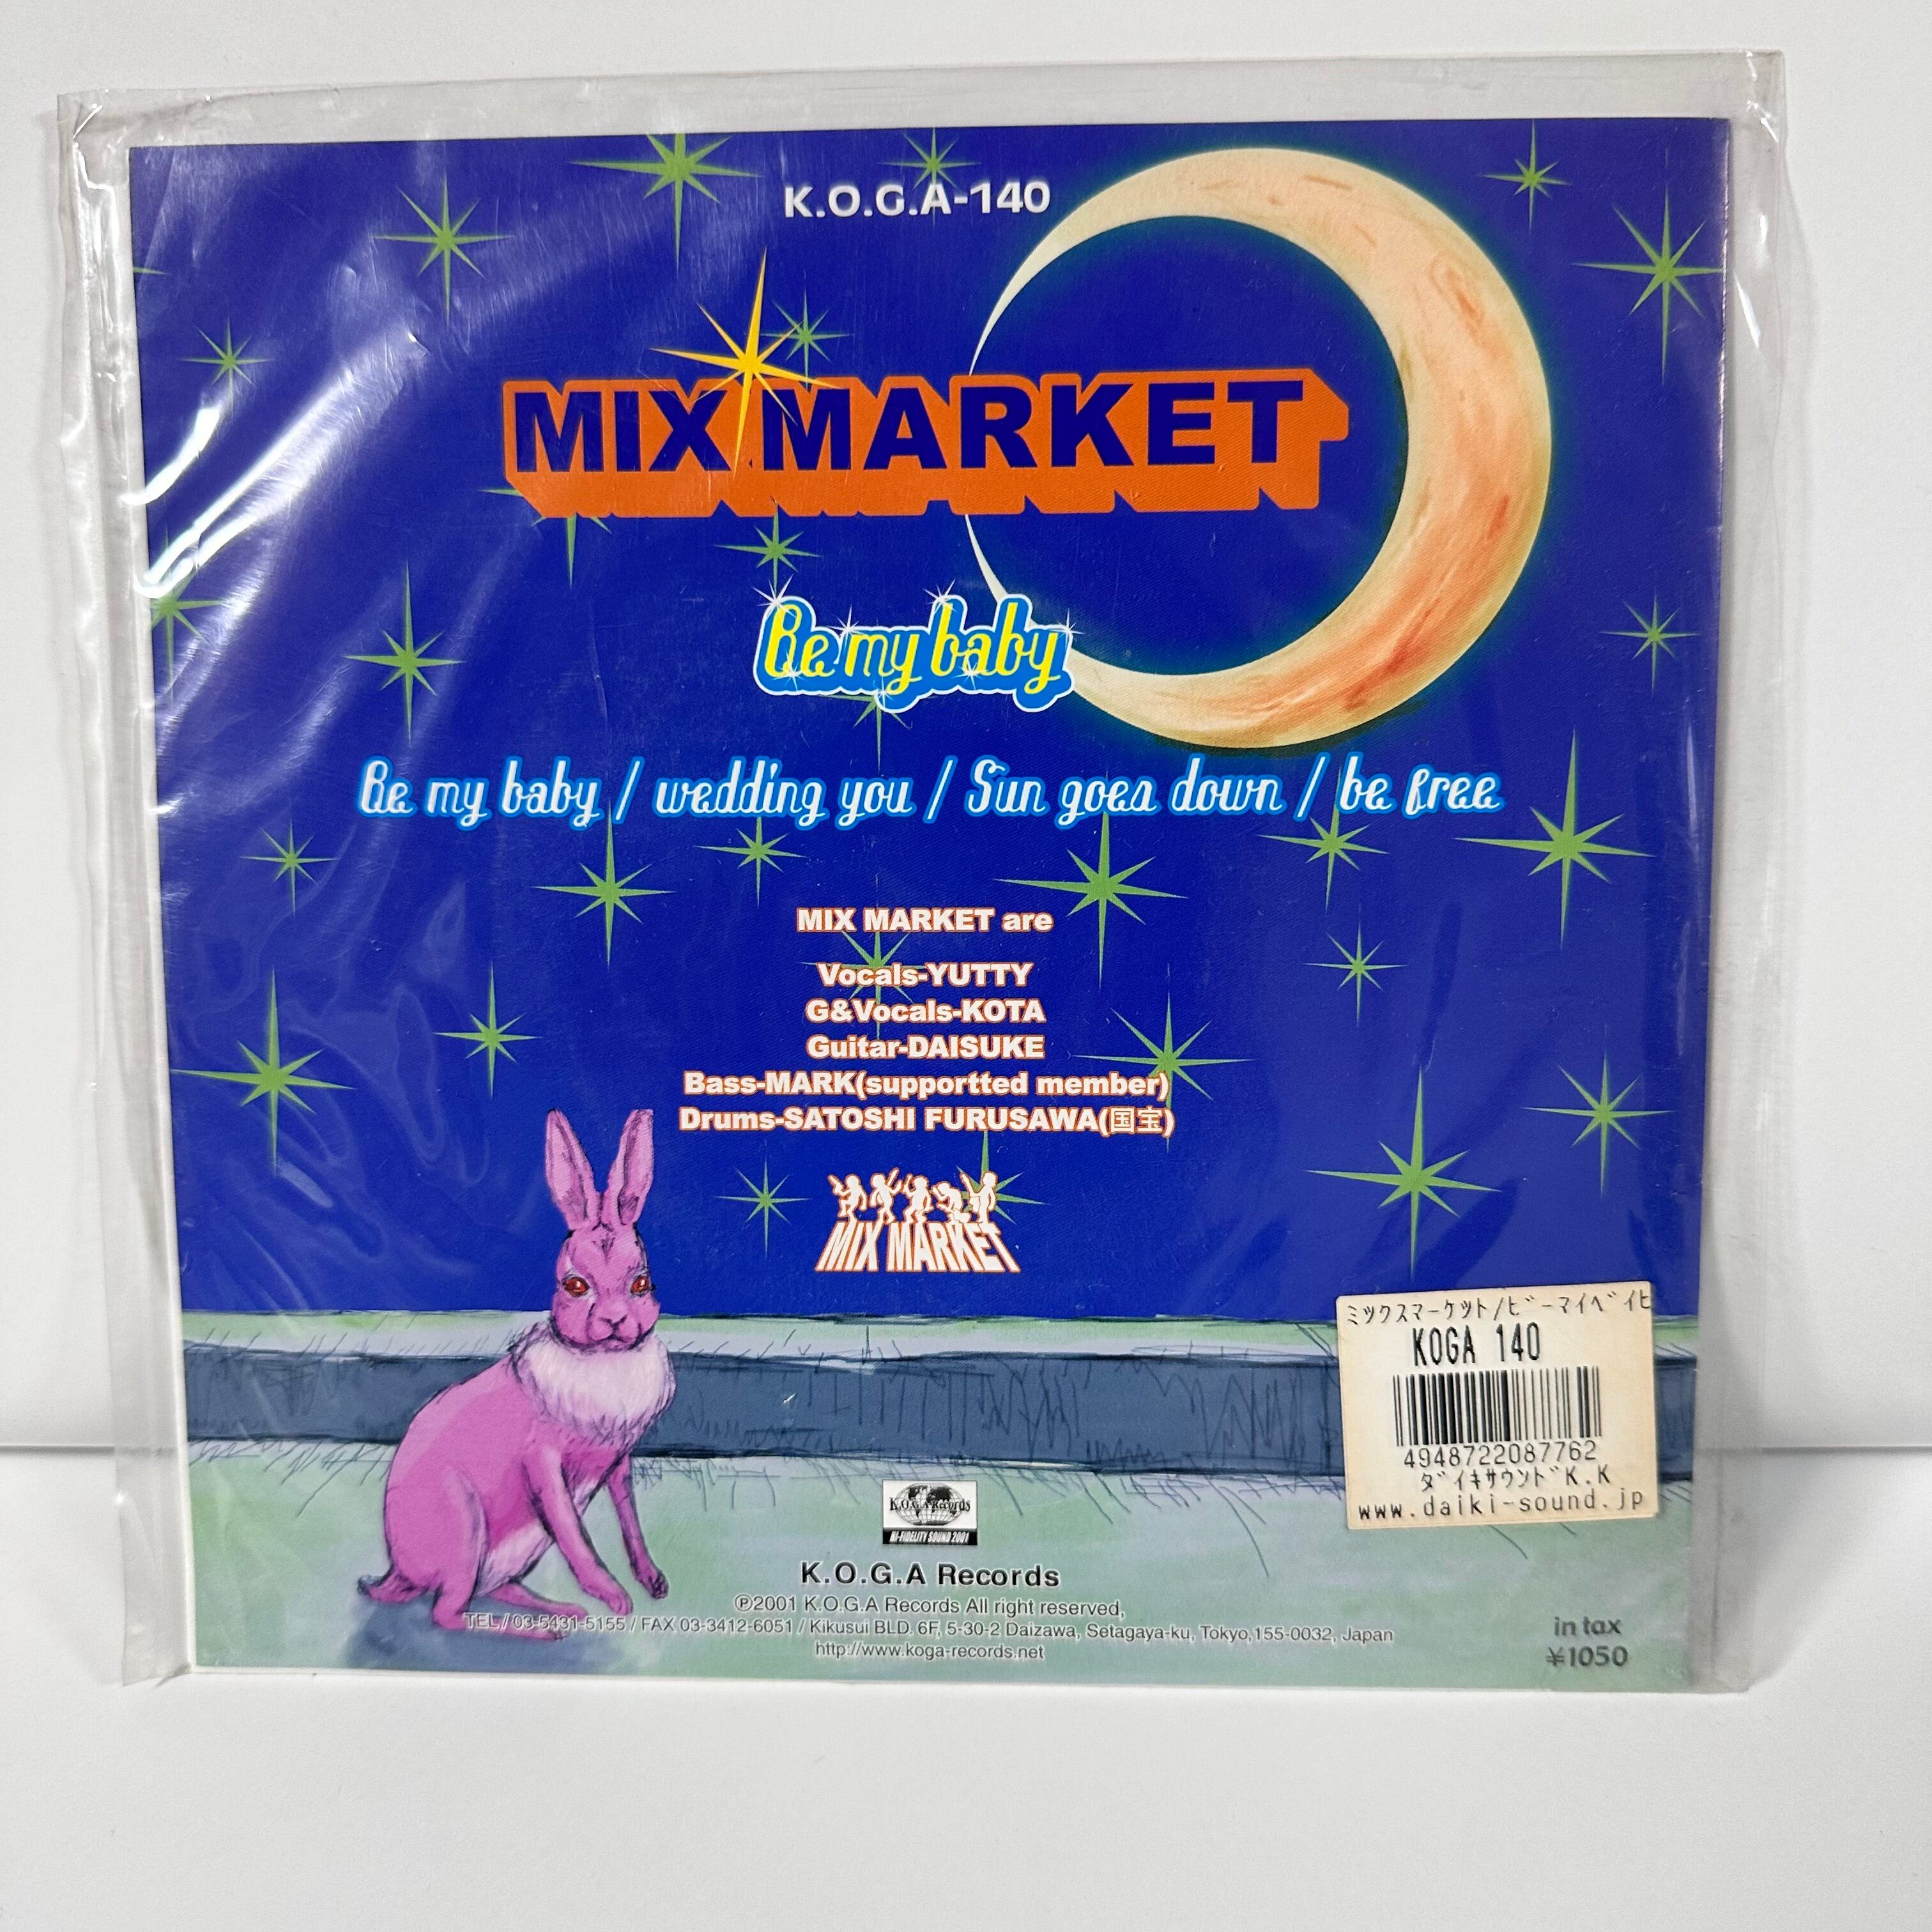 K.O.G.A-140
MIX MARKET
Be my baby
Be my baby / wedding you / Sun goes down / be free
MIX MARKET are
Vocals-YUTTY
G&Vocals-KOTA
Guitar-DAISUKE
Bass-MARK(supportted member)
Drums-SATOSHI FURUSAWA(国宝)
MIX MARKET
ミックスマーケット/ビーマイベイビ
KOGA 140
4948722087762
ダイキサウンドK.K
www.daiki-sound.jp
K.O.G.A Records
HI-FIDELITY SOUND 2001
K.O.G.A Records
℗2001 K.O.G.A Records All right reserved,
TEL / 03-5431-5155 / FAX 03-3412-6051 / Kikusui BLD. 6F, 5-30-2 Daizawa, Setagaya-ku, Tokyo,155-0032, Japan
http://www.koga-records.net
in tax
¥1050